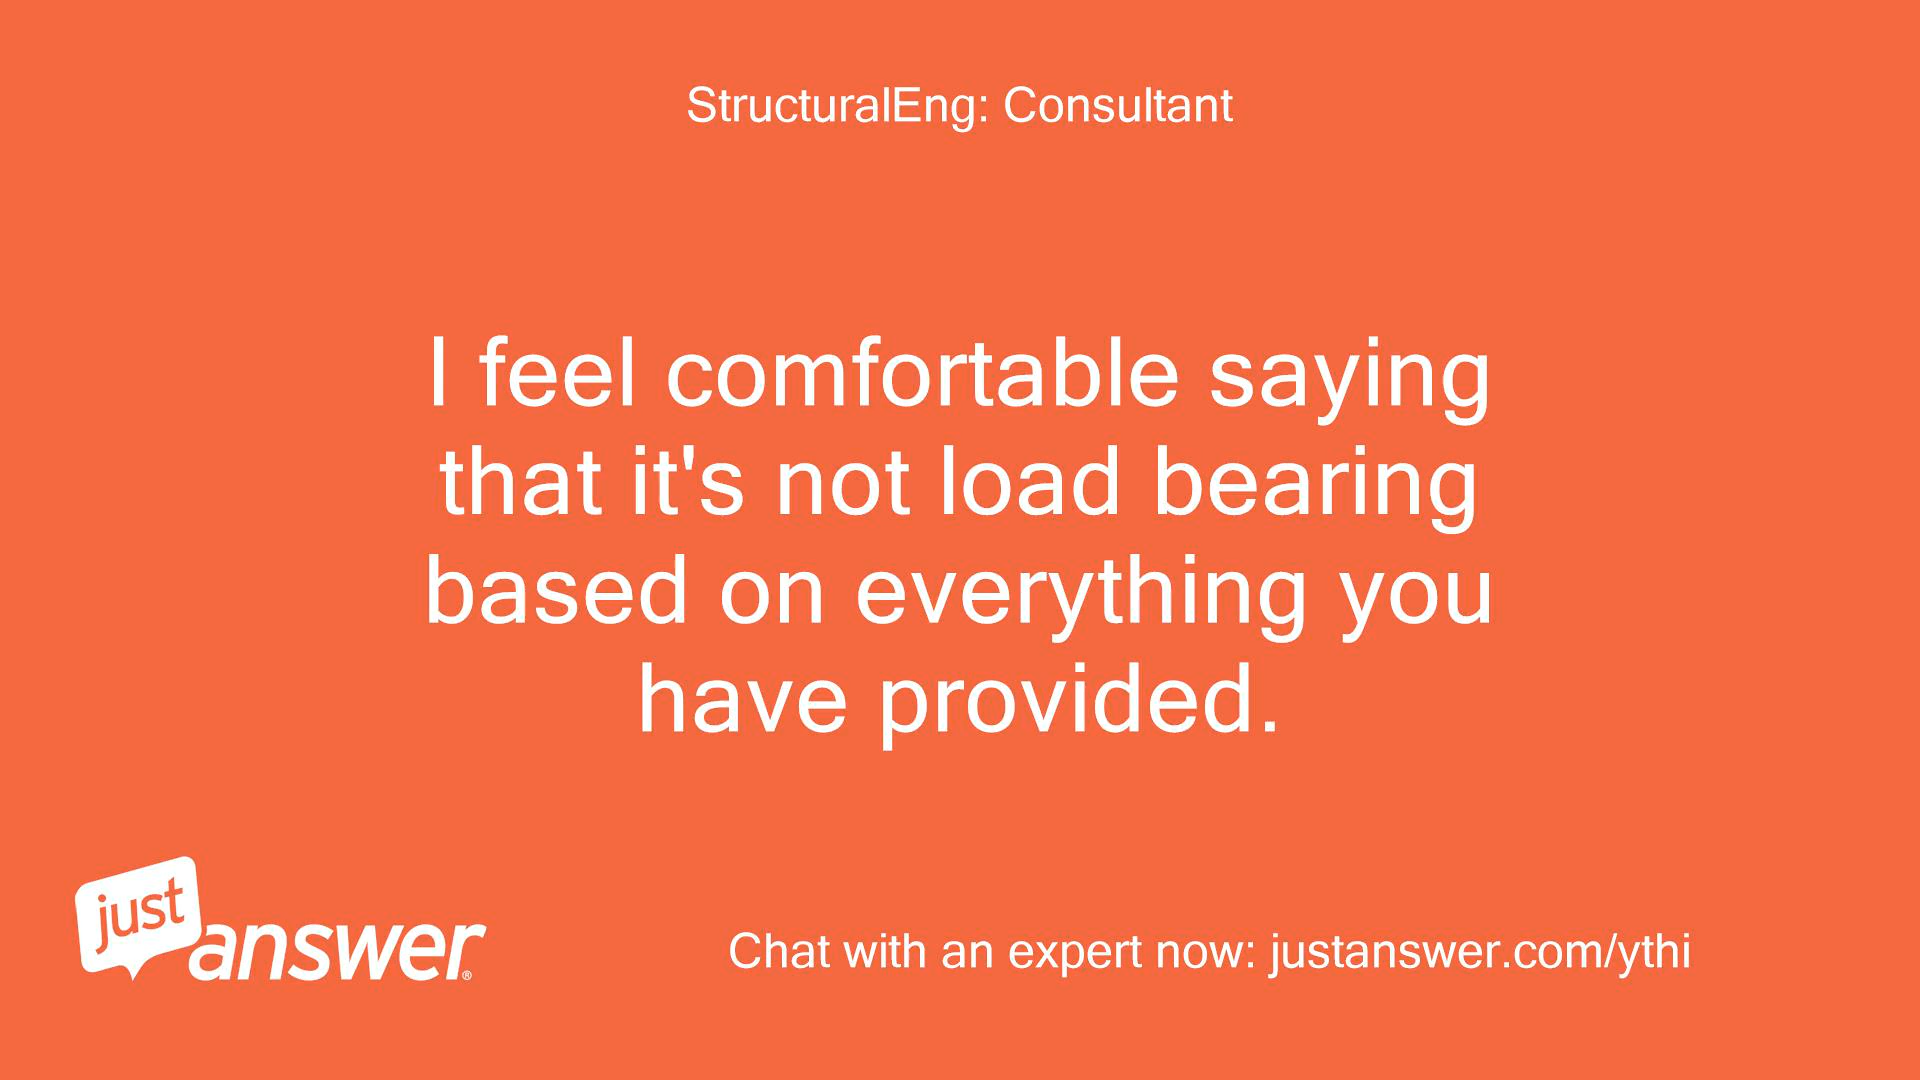 StructuralEng: Consultant
I feel comfortable saying
that it's not load bearing
based on everything you
have provided.
just
answer®
Chat with an expert now: justanswer.com/ythi